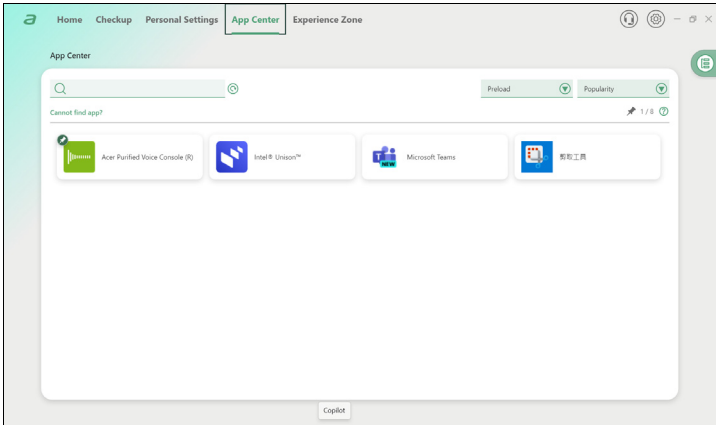 a Home Checkup Personal Settings App Center Experience Zone
App Center
Preload Popularity
Cannot find app? 1 / 8
Acer Purified Voice Console (R) Intel® Unison™ Microsoft Teams 剪取工具
NEW
Copilot